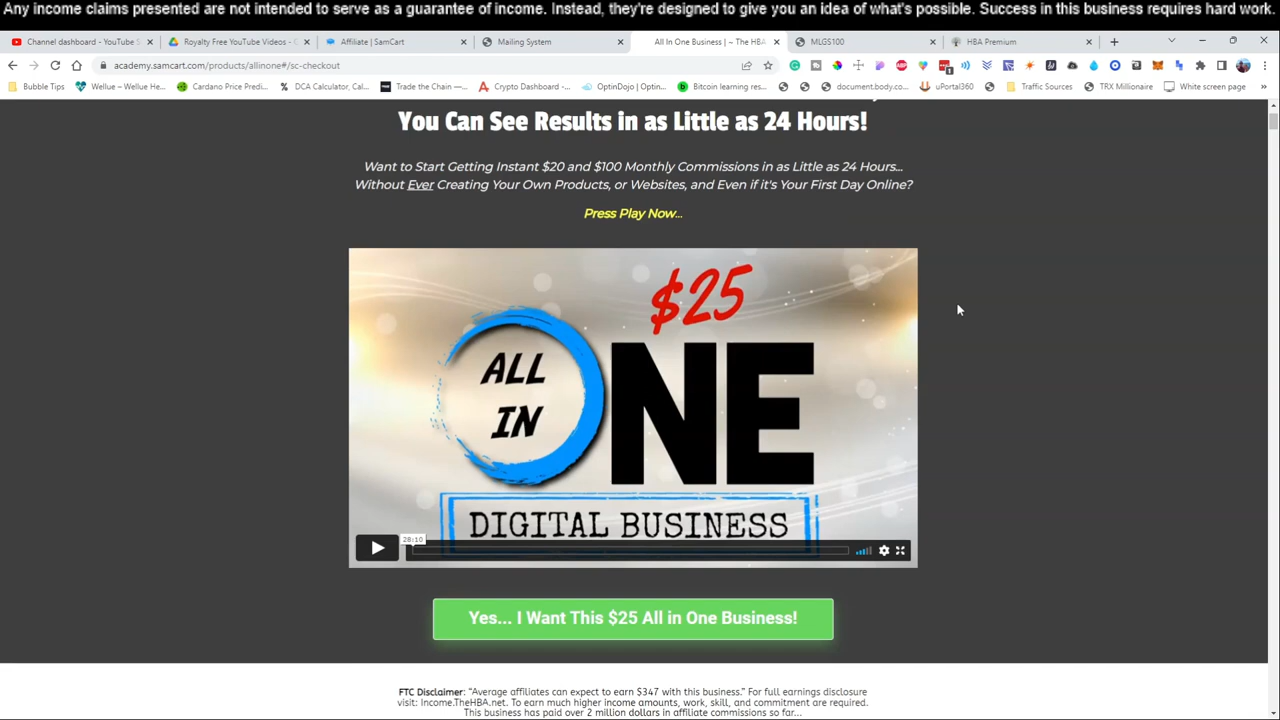 Any income claims presented are not intended to serve as a guarantee of income. Instead, they're designed to give you an idea of what's possible. Success in this business requires hard work.
Channel dashboard - YouTube S
Royalty Free YouTube Videos -
Affiliate | SamCart
Mailing System
All In One Business | ~ The HBA
MLGS100
HBA Premium
academy.samcart.com/products/allinone#/sc-checkout
Bubble Tips
Wellue — Wellue He...
Cardano Price Predi...
DCA Calculator, Cal...
Trade the Chain —...
Crypto Dashboard -...
OptinDojo | Optin...
Bitcoin learning res...
document.body.co...
uPortal360
Traffic Sources
TRX Millionaire
White screen page
You Can See Results in as Little as 24 Hours!
Want to Start Getting Instant $20 and $100 Monthly Commissions in as Little as 24 Hours...
Without Ever Creating Your Own Products, or Websites, and Even if it's Your First Day Online?
Press Play Now...
$25
ALL
IN
ONE
DIGITAL BUSINESS
28:10
Yes... I Want This $25 All in One Business!
FTC Disclaimer: “Average affiliates can expect to earn $347 with this business.” For full earnings disclosure
visit: Income.TheHBA.net. To earn much higher income amounts, work, skill, and commitment are required.
This business has paid over 2 million dollars in affiliate commissions so far...